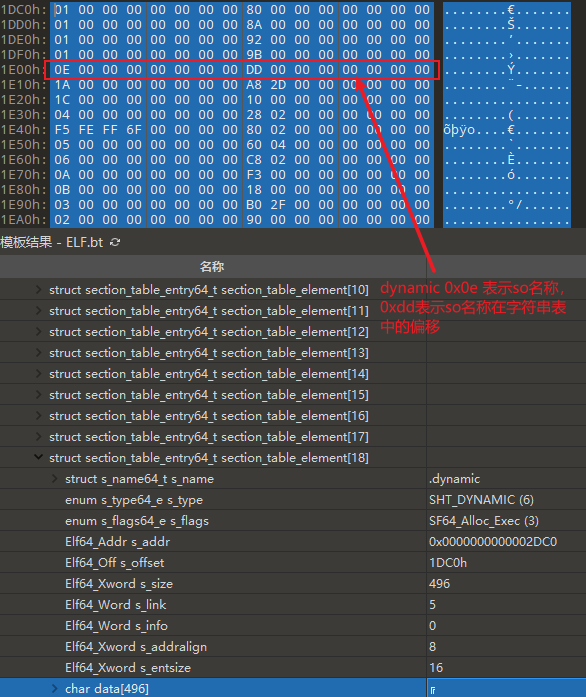 1DC0h: 01 00 00 00 00 00 00 00 80 00 00 00 00 00 00 00 ........€.......
1DD0h: 01 00 00 00 00 00 00 00 8A 00 00 00 00 00 00 00 ........Š.......
1DE0h: 01 00 00 00 00 00 00 00 92 00 00 00 00 00 00 00 ........’.......
1DF0h: 01 00 00 00 00 00 00 00 9B 00 00 00 00 00 00 00 ........›.......
1E00h: 0E 00 00 00 00 00 00 00 DD 00 00 00 00 00 00 00 ........Ý.......
1E10h: 1A 00 00 00 00 00 00 00 A8 2D 00 00 00 00 00 00 ........¨-......
1E20h: 1C 00 00 00 00 00 00 00 10 00 00 00 00 00 00 00 ................
1E30h: 04 00 00 00 00 00 00 00 28 02 00 00 00 00 00 00 ........(.......
1E40h: F5 FE FF 6F 00 00 00 00 80 02 00 00 00 00 00 00 õþÿo....€.......
1E50h: 05 00 00 00 00 00 00 00 60 04 00 00 00 00 00 00 ........`.......
1E60h: 06 00 00 00 00 00 00 00 C8 02 00 00 00 00 00 00 ........È.......
1E70h: 0A 00 00 00 00 00 00 00 F3 00 00 00 00 00 00 00 ........ó.......
1E80h: 0B 00 00 00 00 00 00 00 18 00 00 00 00 00 00 00 ................
1E90h: 03 00 00 00 00 00 00 00 B0 2F 00 00 00 00 00 00 ........°/......
1EA0h: 02 00 00 00 00 00 00 00 90 00 00 00 00 00 00 00
模板结果 - ELF.bt
名称
struct section_table_entry64_t section_table_element[10]
struct section_table_entry64_t section_table_element[11]
struct section_table_entry64_t section_table_element[12]
struct section_table_entry64_t section_table_element[13]
struct section_table_entry64_t section_table_element[14]
struct section_table_entry64_t section_table_element[15]
struct section_table_entry64_t section_table_element[16]
struct section_table_entry64_t section_table_element[17]
struct section_table_entry64_t section_table_element[18]
dynamic 0x0e 表示so名称，
0xdd表示so名称在字符串表
中的偏移
struct s_name64_t s_name .dynamic
enum s_type64_e s_type SHT_DYNAMIC (6)
enum s_flags64_e s_flags SF64_Alloc_Exec (3)
Elf64_Addr s_addr 0x0000000000002DC0
Elf64_Off s_offset 1DC0h
Elf64_Xword s_size 496
Elf64_Word s_link 5
Elf64_Word s_info 0
Elf64_Xword s_addralign 8
Elf64_Xword s_entsize 16
char data[496]